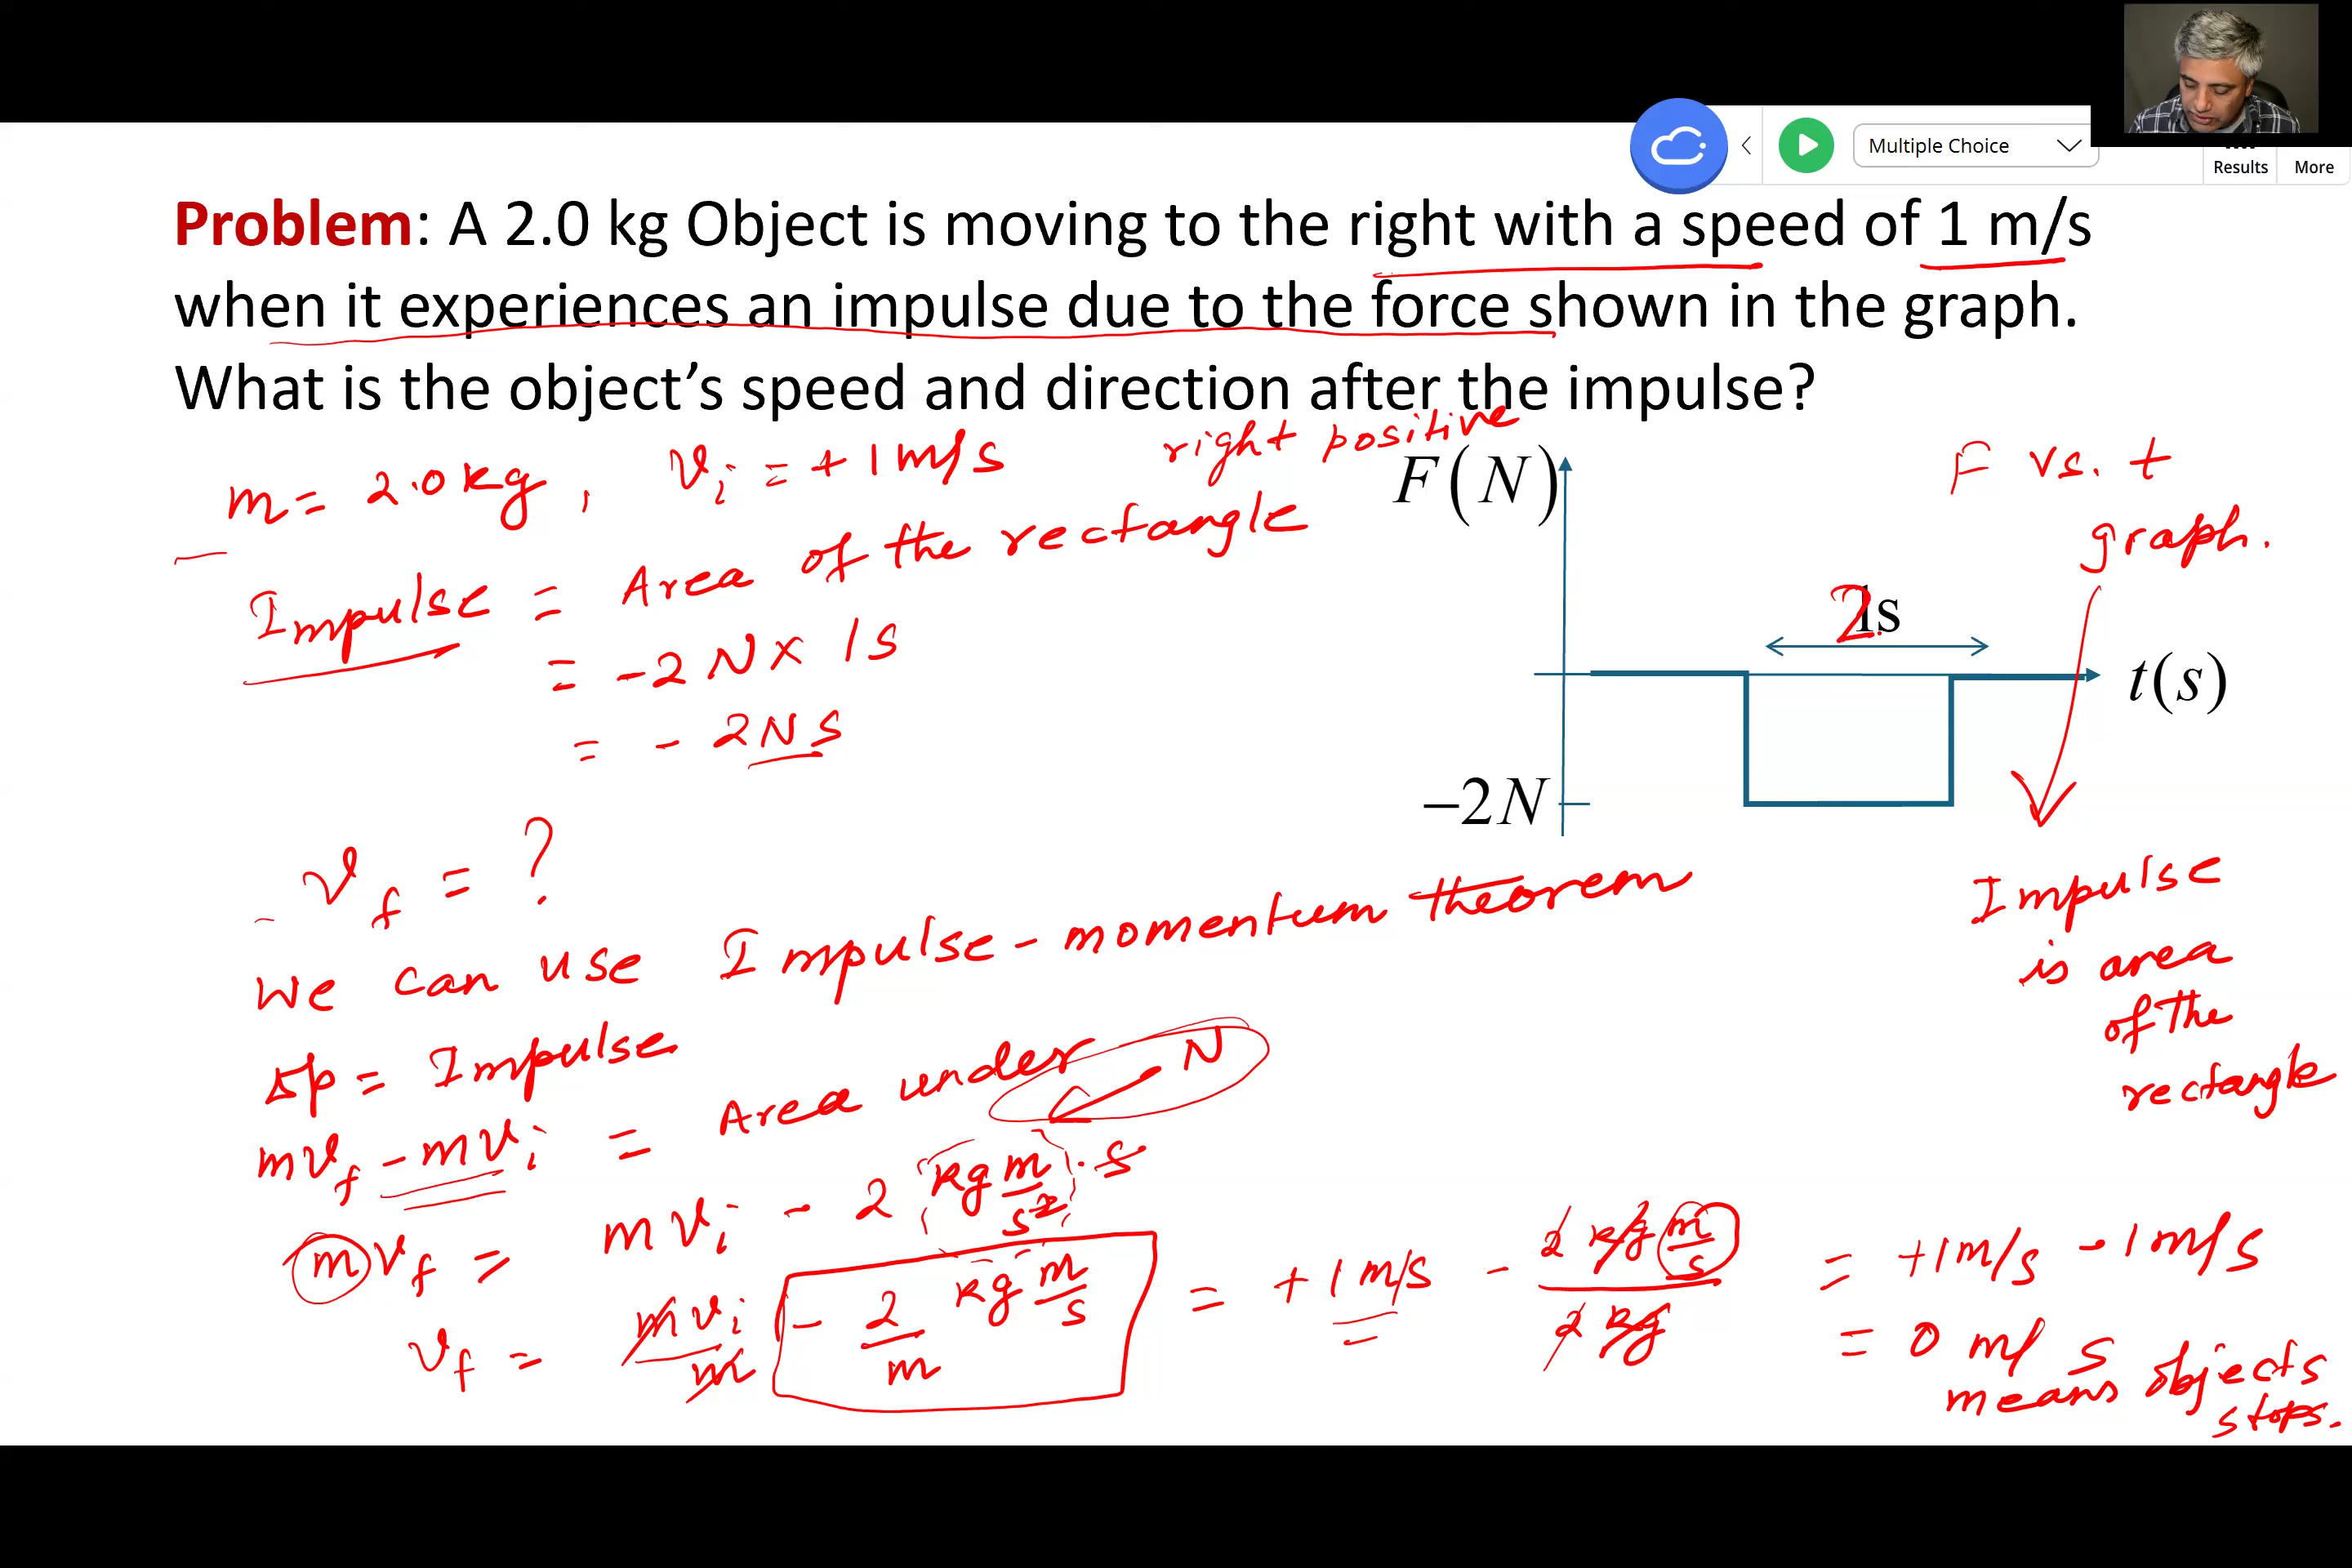 Multiple Choice
Results
More
Problem: A 2.0 kg Object is moving to the right with a speed of 1 m/s
when it experiences an impulse due to the force shown in the graph.
What is the object’s speed and direction after the impulse?
m = 2.0 kg, v_i = +1 m/s
right positive
Impulse = Area of the rectangle
= -2 N x 1s
= - 2 N s
F(N)
F vs. t
graph.
2
1s
t(s)
−2N
Impulse
is area
of the
rectangle
v_f = ?
We can use Impulse - momentum theorem
Δp = Impulse
mv_f - mv_i = Area under
N
mv_f = mv_i - 2 kg m/s² · s
v_f = mv_i/m - 2/m kg m/s = +1 m/s - 2 kg m/s / 2 kg = +1 m/s - 1 m/s
= 0 m/s
means objects
stops.